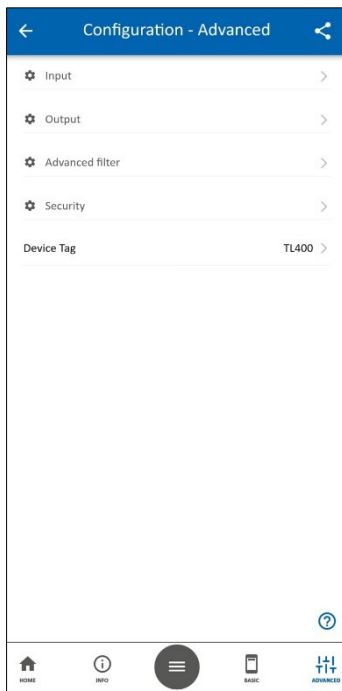 Configuration - Advanced
Input
Output
Advanced filter
Security
Device Tag TL400
HOME INFO BASIC ADVANCED